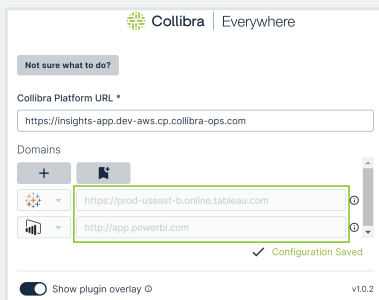 Collibra | Everywhere
Not sure what to do?
Collibra Platform URL *
https://insights-app.dev-aws.cp.collibra-ops.com
Domains
+
https://prod-useast-b.online.tableau.com
http://app.powerbi.com
Configuration Saved
Show plugin overlay
v1.0.2